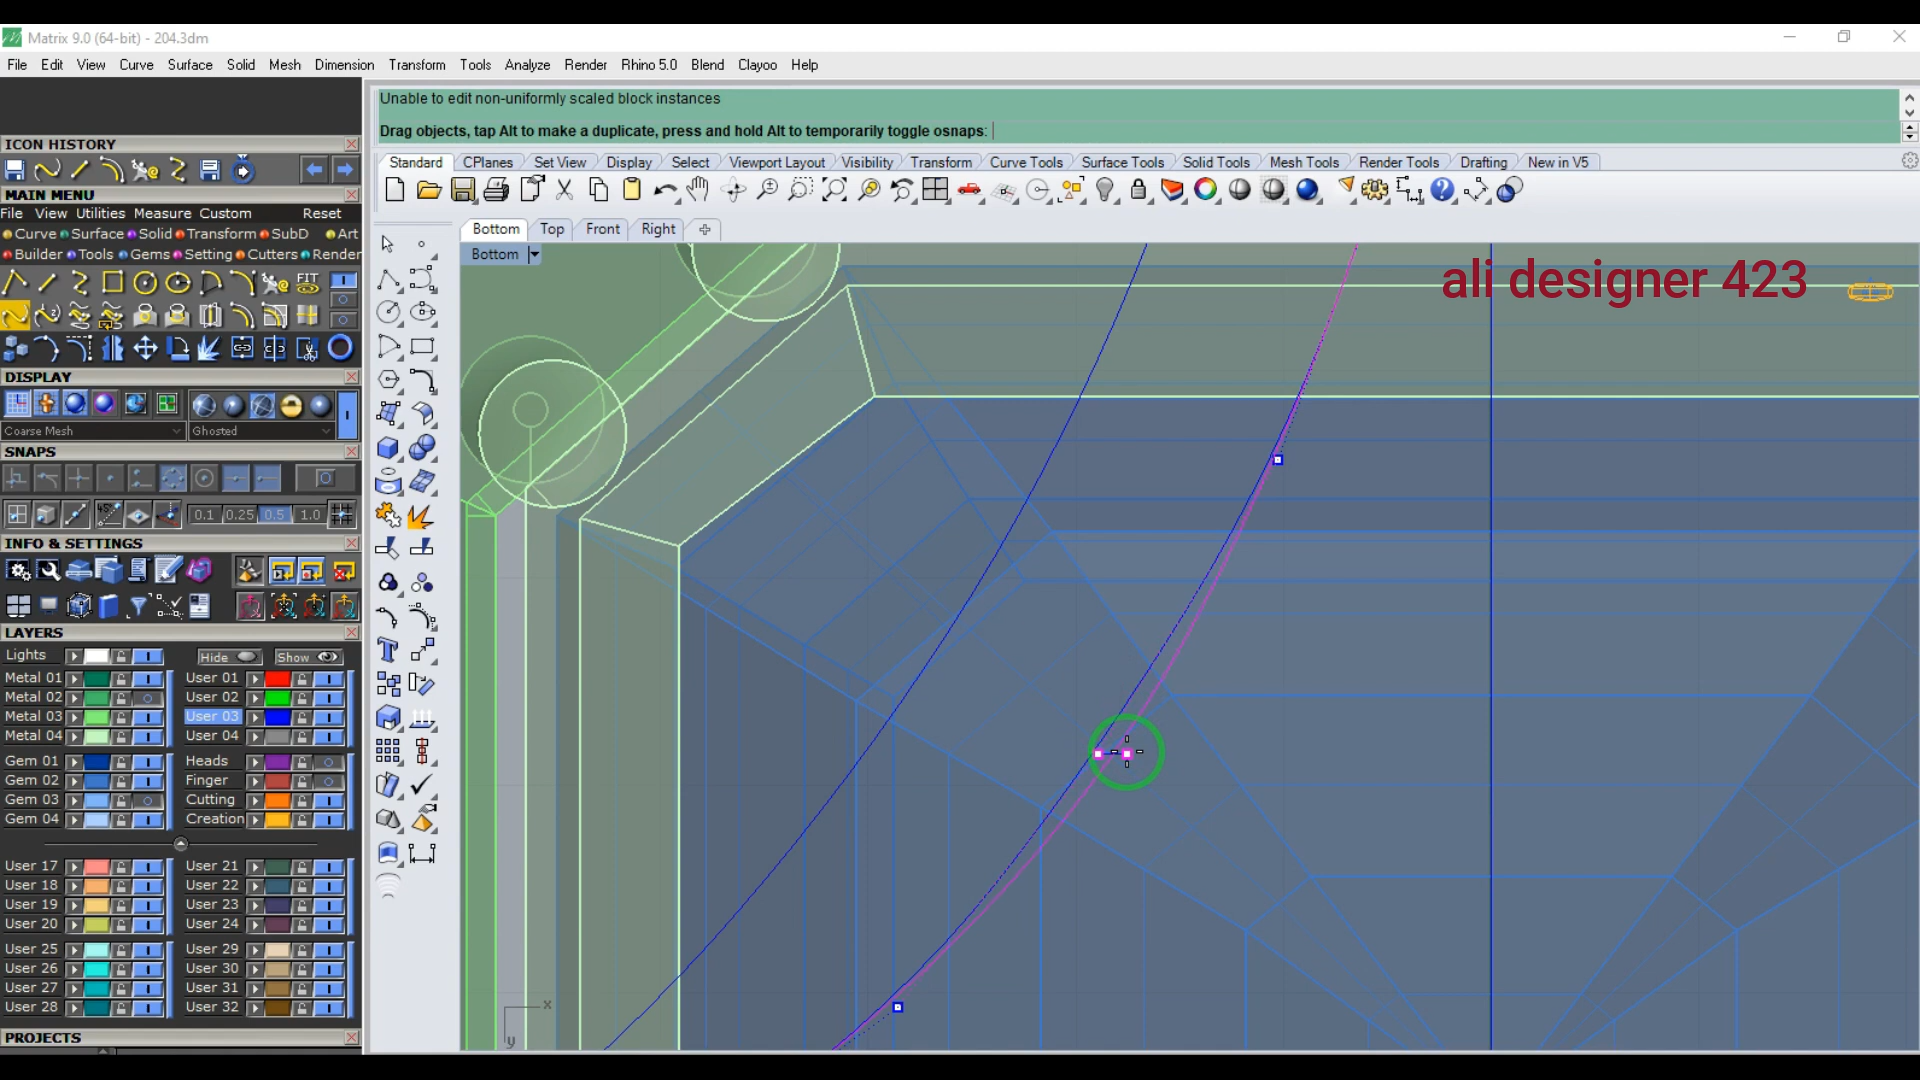 Matrix 9.0 (64-bit) - 204.3dm
File Edit View Curve Surface Solid Mesh Dimension Transform Tools Analyze Render Rhino 5.0 Blend Clayoo Help
Unable to edit non-uniformly scaled block instances
Drag objects, tap Alt to make a duplicate, press and hold Alt to temporarily toggle osnaps:
ICON HISTORY
Standard CPlanes Set View Display Select Viewport Layout Visibility Transform Curve Tools Surface Tools Solid Tools Mesh Tools Render Tools Drafting New in V5
MAIN MENU
File View Utilities Measure Custom Reset
Curve Surface Solid Transform SubD Art
Builder Tools Gems Setting Cutters Render
FIT
Bottom Top Front Right
Bottom
ali designer 423
DISPLAY
Coarse Mesh Ghosted
SNAPS
45°
0.1 0.25 0.5 1.0
INFO & SETTINGS
LAYERS
Lights Hide Show
Metal 01 User 01
Metal 02 User 02
Metal 03 User 03
Metal 04 User 04
Gem 01 Heads
Gem 02 Finger
Gem 03 Cutting
Gem 04 Creation
User 17 User 21
User 18 User 22
User 19 User 23
User 20 User 24
User 25 User 29
User 26 User 30
User 27 User 31
User 28 User 32
PROJECTS
x
y